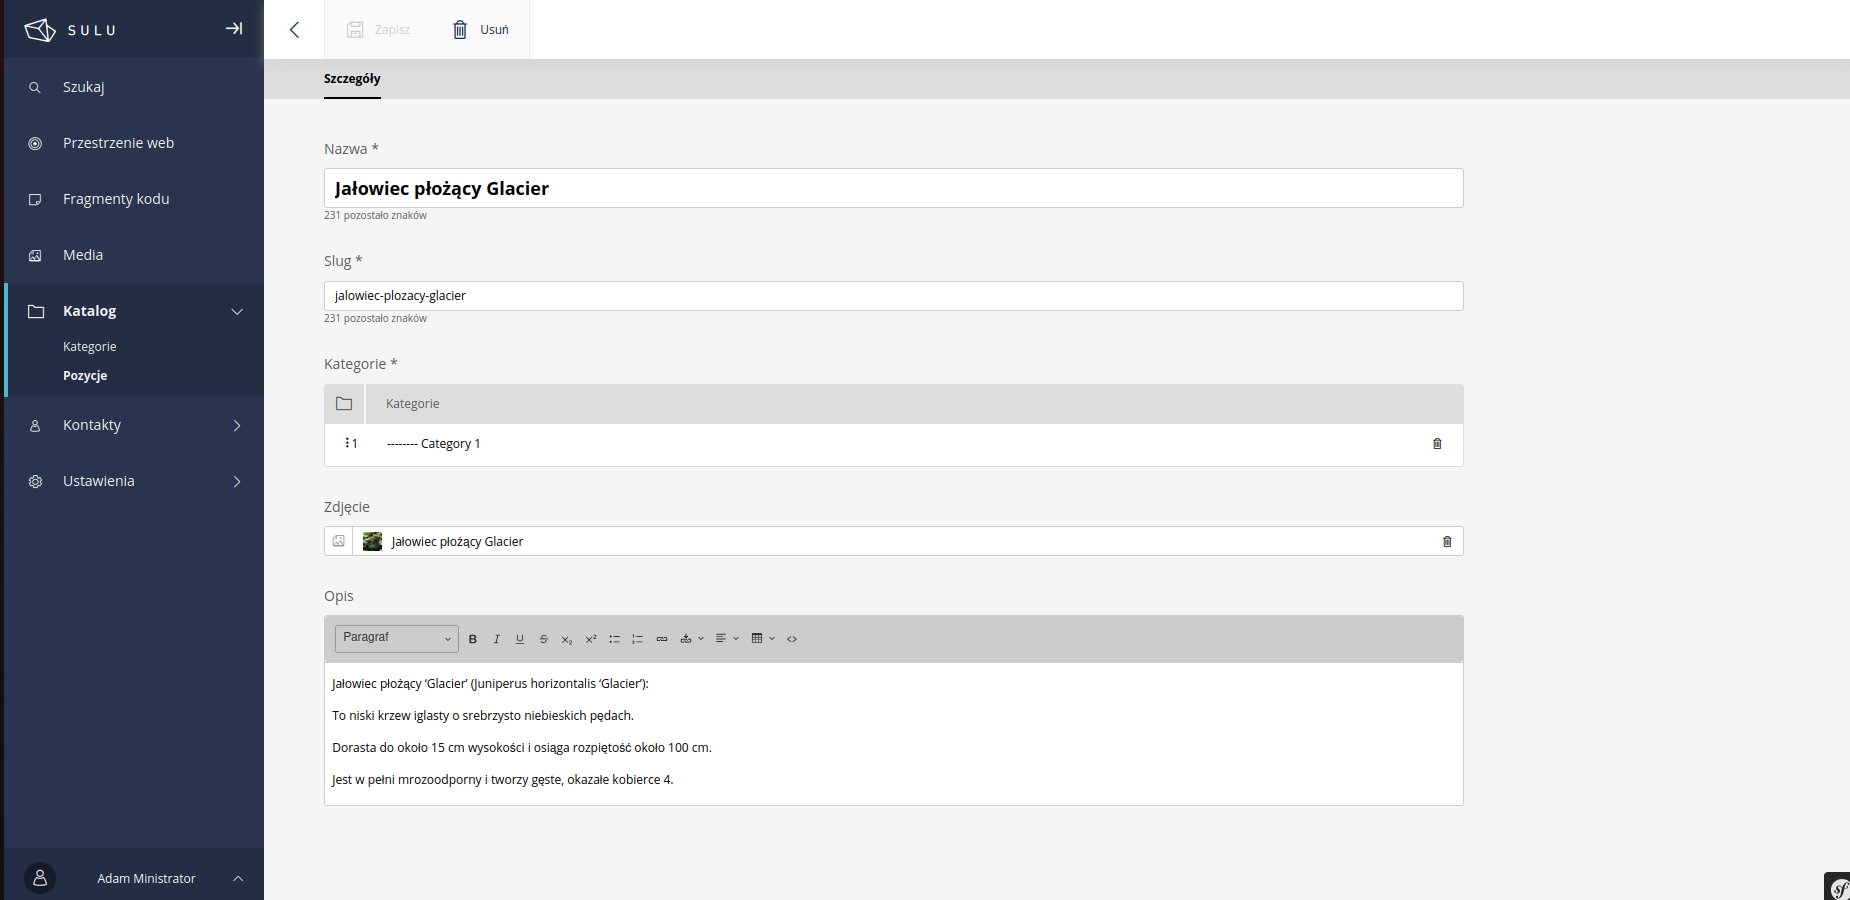 SULU
Szukaj
Przestrzenie web
Fragmenty kodu
Media
Katalog
Kategorie
Pozycje
Kontakty
Ustawienia
Adam Ministrator
Zapisz
Usuń
Szczegóły
Nazwa *
Jałowiec płożący Glacier
231 pozostało znaków
Slug *
jalowiec-plozacy-glacier
231 pozostało znaków
Kategorie *
Kategorie
1 -------- Category 1
Zdjęcie
Jałowiec płożący Glacier
Opis
Paragraf
Jałowiec płożący ‘Glacier’ (Juniperus horizontalis ‘Glacier’):
To niski krzew iglasty o srebrzysto niebieskich pędach.
Dorasta do około 15 cm wysokości i osiąga rozpiętość około 100 cm.
Jest w pełni mrozoodporny i tworzy gęste, okazałe kobierce 4.
sf